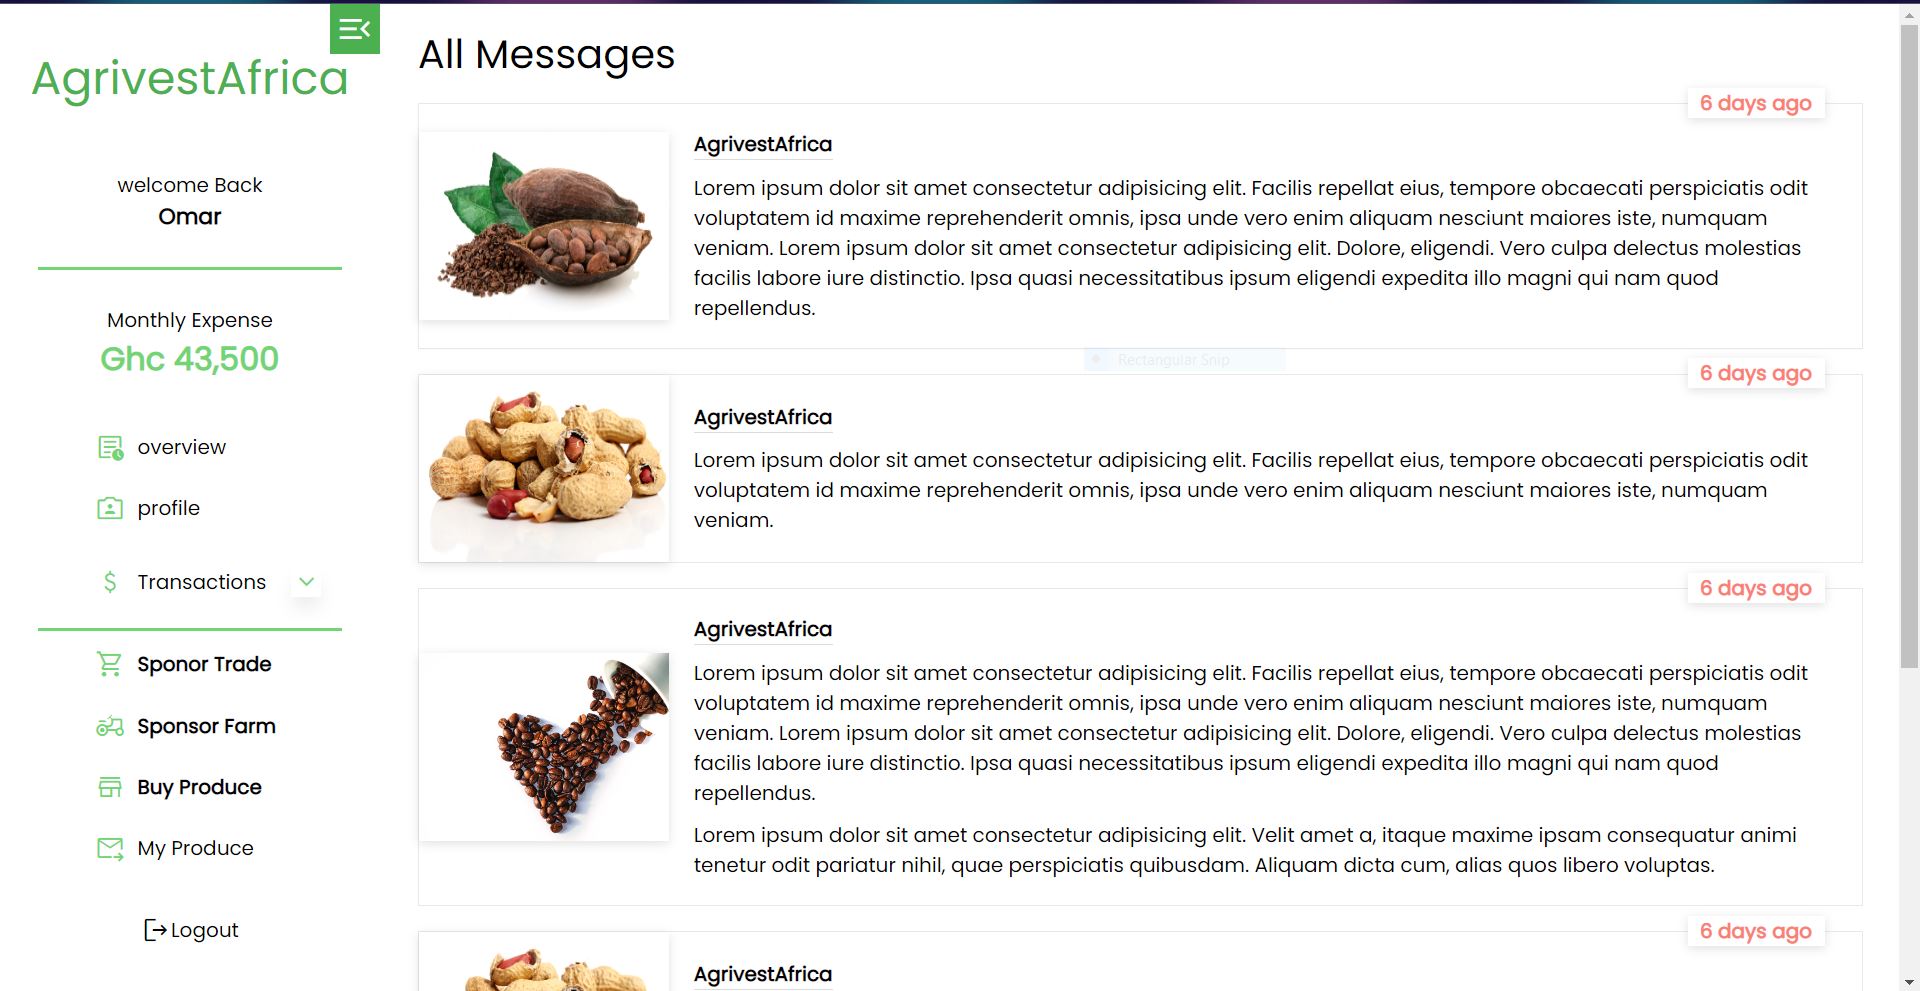 AgrivestAfrica
welcome Back
Omar
Monthly Expense
Ghc 43,500
overview
profile
Transactions
Sponor Trade
Sponsor Farm
Buy Produce
My Produce
Logout
All Messages
6 days ago
AgrivestAfrica
Lorem ipsum dolor sit amet consectetur adipisicing elit. Facilis repellat eius, tempore obcaecati perspiciatis odit
voluptatem id maxime reprehenderit omnis, ipsa unde vero enim aliquam nesciunt maiores iste, numquam
veniam. Lorem ipsum dolor sit amet consectetur adipisicing elit. Dolore, eligendi. Vero culpa delectus molestias
facilis labore iure distinctio. Ipsa quasi necessitatibus ipsum eligendi expedita illo magni qui nam quod
repellendus.
Rectangular Snip
6 days ago
AgrivestAfrica
Lorem ipsum dolor sit amet consectetur adipisicing elit. Facilis repellat eius, tempore obcaecati perspiciatis odit
voluptatem id maxime reprehenderit omnis, ipsa unde vero enim aliquam nesciunt maiores iste, numquam
veniam.
6 days ago
AgrivestAfrica
Lorem ipsum dolor sit amet consectetur adipisicing elit. Facilis repellat eius, tempore obcaecati perspiciatis odit
voluptatem id maxime reprehenderit omnis, ipsa unde vero enim aliquam nesciunt maiores iste, numquam
veniam. Lorem ipsum dolor sit amet consectetur adipisicing elit. Dolore, eligendi. Vero culpa delectus molestias
facilis labore iure distinctio. Ipsa quasi necessitatibus ipsum eligendi expedita illo magni qui nam quod
repellendus.
Lorem ipsum dolor sit amet consectetur adipisicing elit. Velit amet a, itaque maxime ipsam consequatur animi
tenetur odit pariatur nihil, quae perspiciatis quibusdam. Aliquam dicta cum, alias quos libero voluptas.
6 days ago
AgrivestAfrica